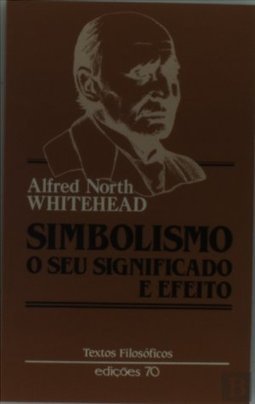 Alfred North
WHITEHEAD
SIMBOLISMO
O SEU SIGNIFICADO
E EFEITO
Textos Filosóficos
edições 70